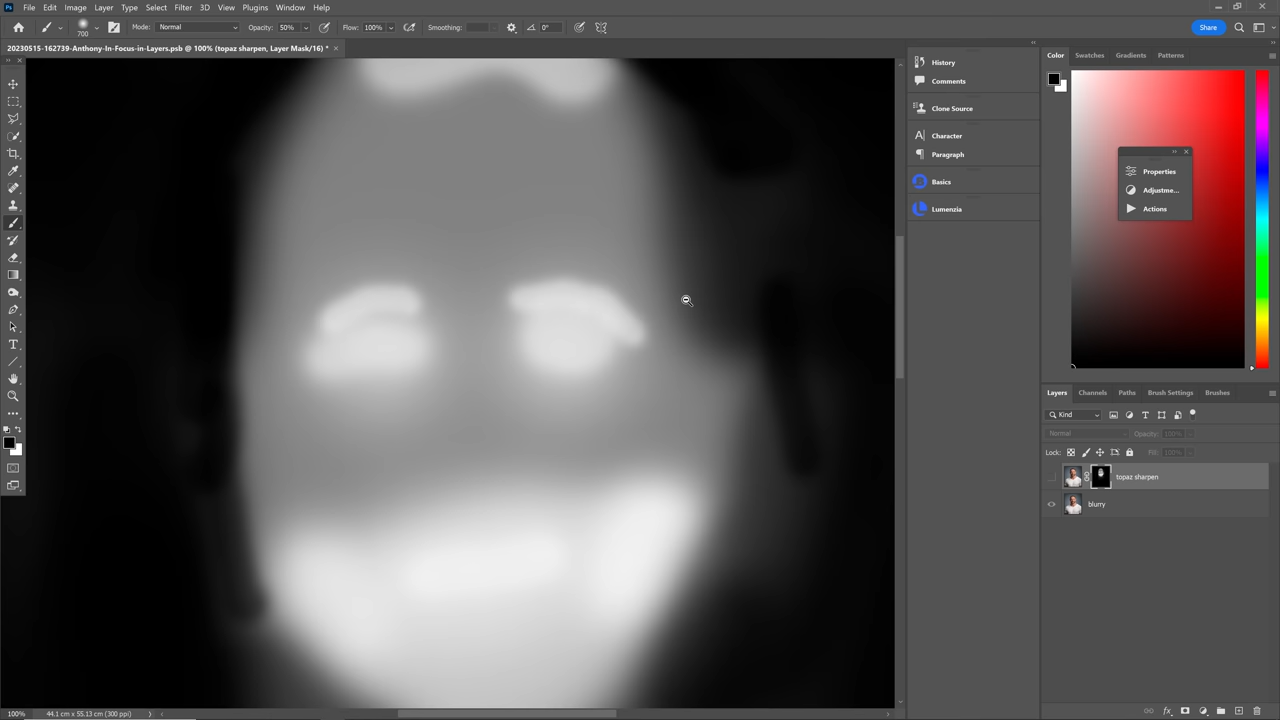 Ps File Edit Image Layer Type Select Filter 3D View Plugins Window Help
700 Mode: Normal Opacity: 50% Flow: 100% Smoothing: 0° Share
20230515-162739-Anthony-In-Focus-in-Layers.psb @ 100% (topaz sharpen, Layer Mask/16) *
History
Comments
Clone Source
Character
Paragraph
Basics
Lumenzia
Color Swatches Gradients Patterns
Properties
Adjustme...
Actions
Layers Channels Paths Brush Settings Brushes
Kind
Normal Opacity: 100%
Lock: Fill: 100%
topaz sharpen
blurry
100% 44.1 cm x 55.13 cm (300 ppi)